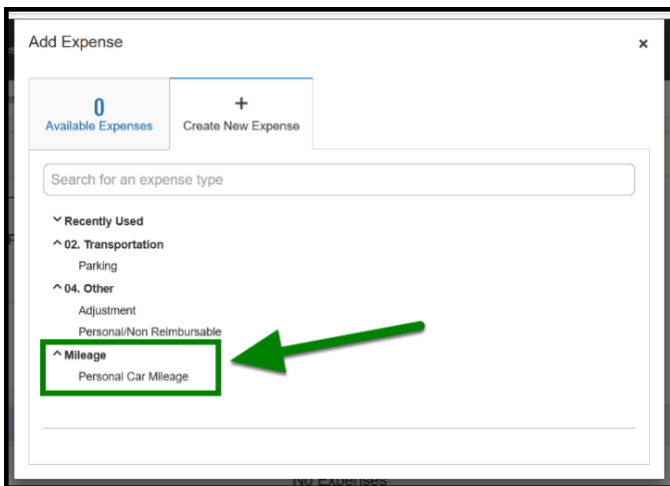 Add Expense
×
0
Available Expenses
+
Create New Expense
Search for an expense type
Recently Used
02. Transportation
Parking
04. Other
Adjustment
Personal/Non Reimbursable
Mileage
Personal Car Mileage
No Expenses